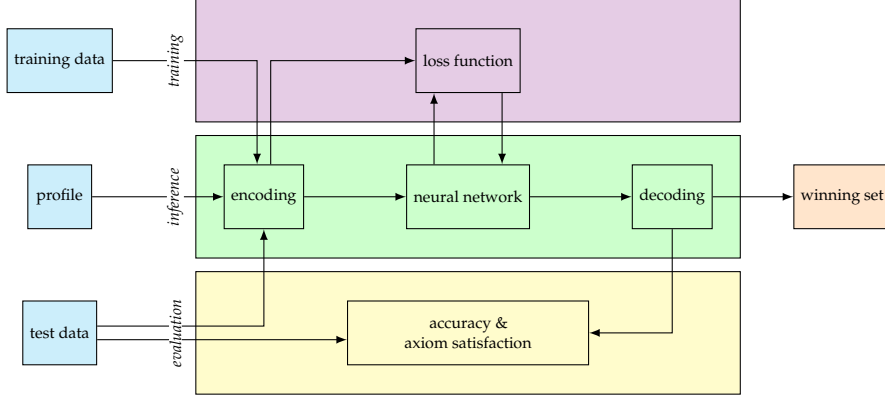 training data
training
loss function
profile
inference
encoding
neural network
decoding
winning set
test data
evaluation
accuracy &
axiom satisfaction